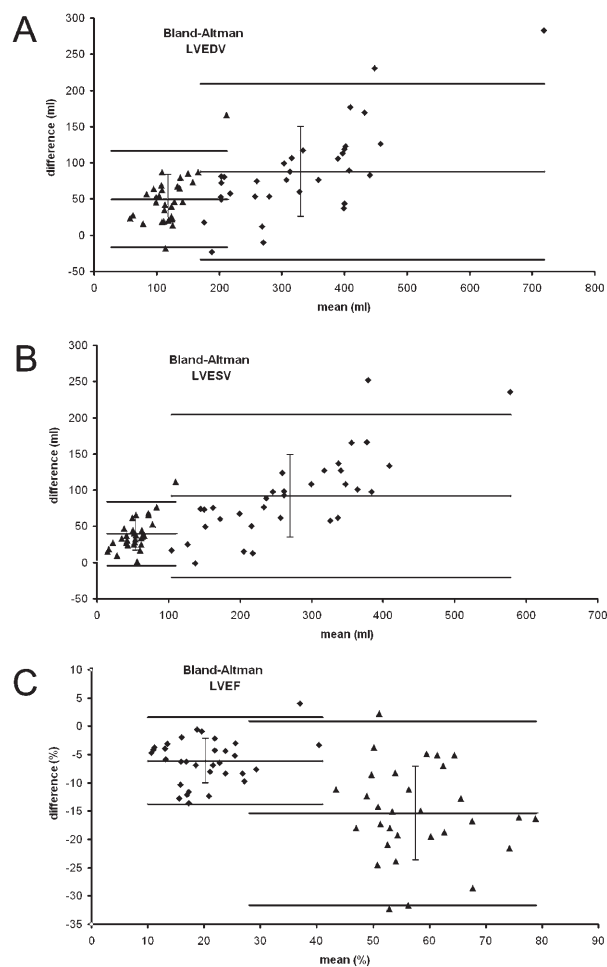 A
Bland-Altman
LVEDV
difference (ml)
300
250
200
150
100
50
0
-50
0 100 200 300 400 500 600 700 800
mean (ml)
B
Bland-Altman
LVESV
difference (ml)
300
250
200
150
100
50
0
-50
0 100 200 300 400 500 600 700
mean (ml)
C
Bland-Altman
LVEF
difference (%)
10
5
0
-5
-10
-15
-20
-25
-30
-35
0 10 20 30 40 50 60 70 80 90
mean (%)